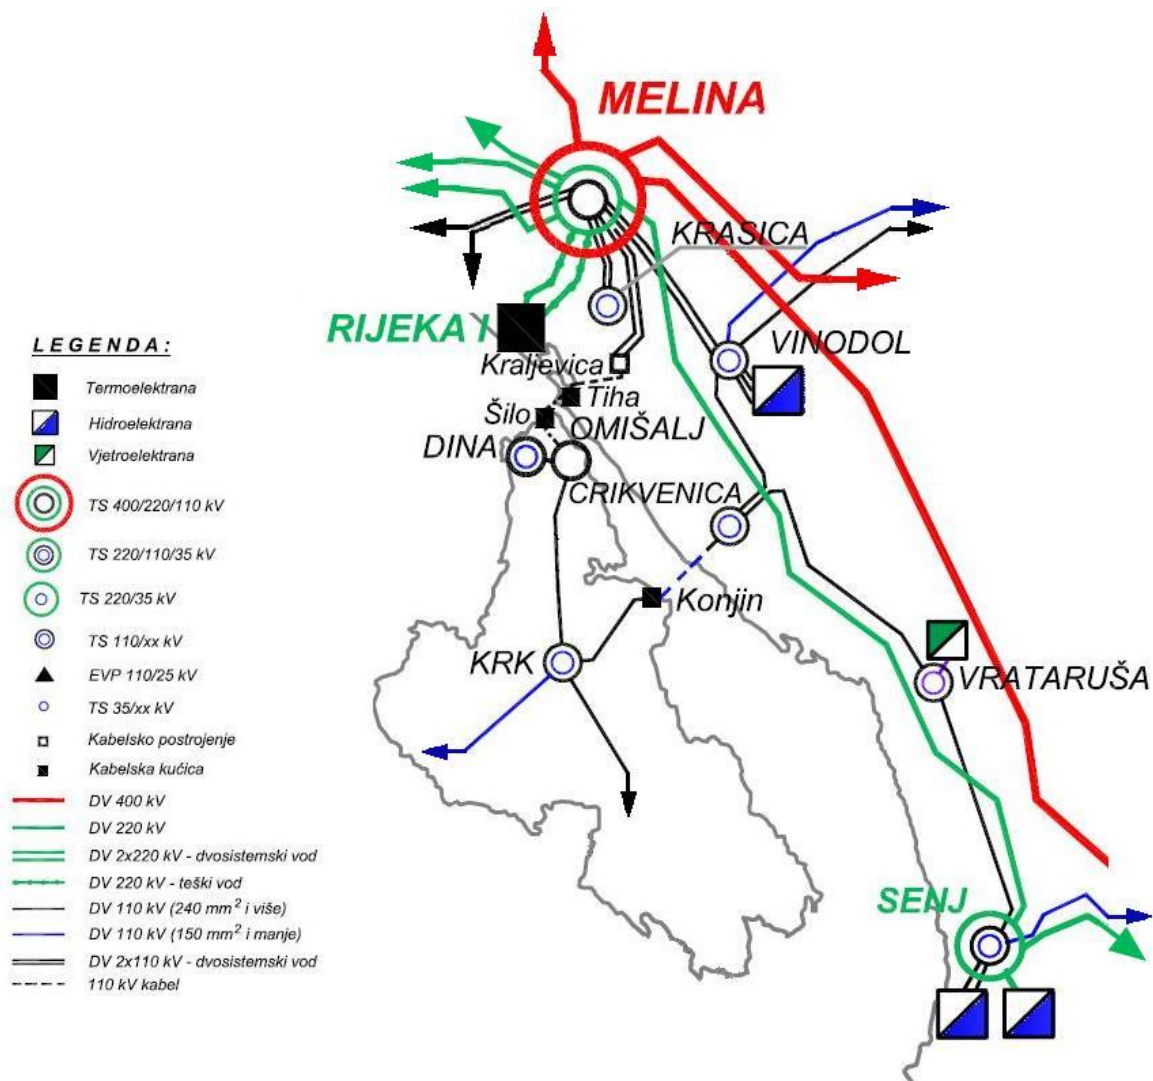 MELINA
KRASICA
RIJEKA I
VINODOL
Kraljevica
Tiha
Šilo
OMIŠALJ
DINA
CRIKVENICA
Konjin
KRK
VRATARUŠA
SENJ
LEGENDA:
Termoelektrana
Hidroelektrana
Vjetroelektrana
TS 400/220/110 kV
TS 220/110/35 kV
TS 220/35 kV
TS 110/xx kV
EVP 110/25 kV
TS 35/xx kV
Kabelsko postrojenje
Kabelska kućica
DV 400 kV
DV 220 kV
DV 2x220 kV - dvosistemski vod
DV 220 kV - teški vod
DV 110 kV (240 mm² i više)
DV 110 kV (150 mm² i manje)
DV 2x110 kV - dvosistemski vod
110 kV kabel